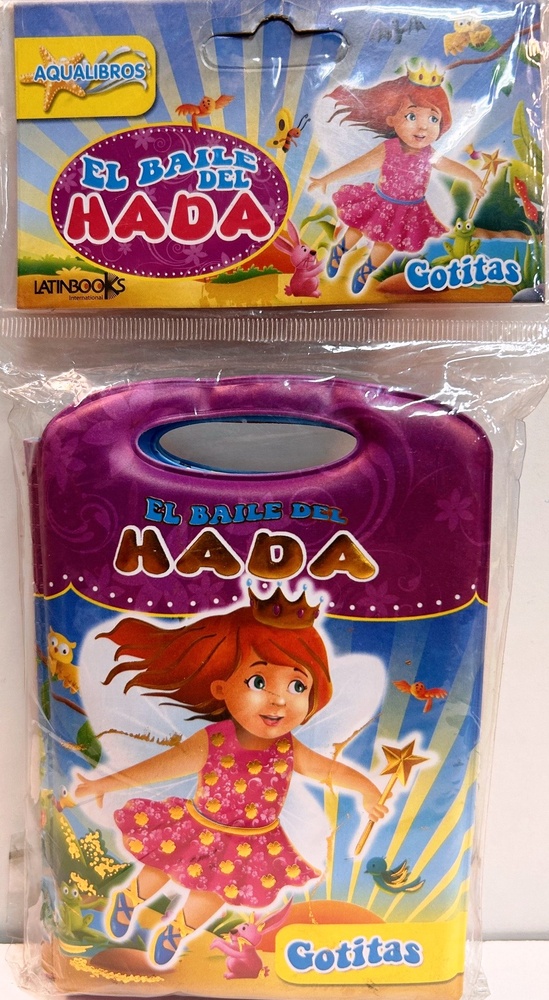 AQUALIBROS
EL BAILE
DEL
HADA
Gotitas
LATINBOOKS
International
EL BAILE DEL
HADA
Gotitas